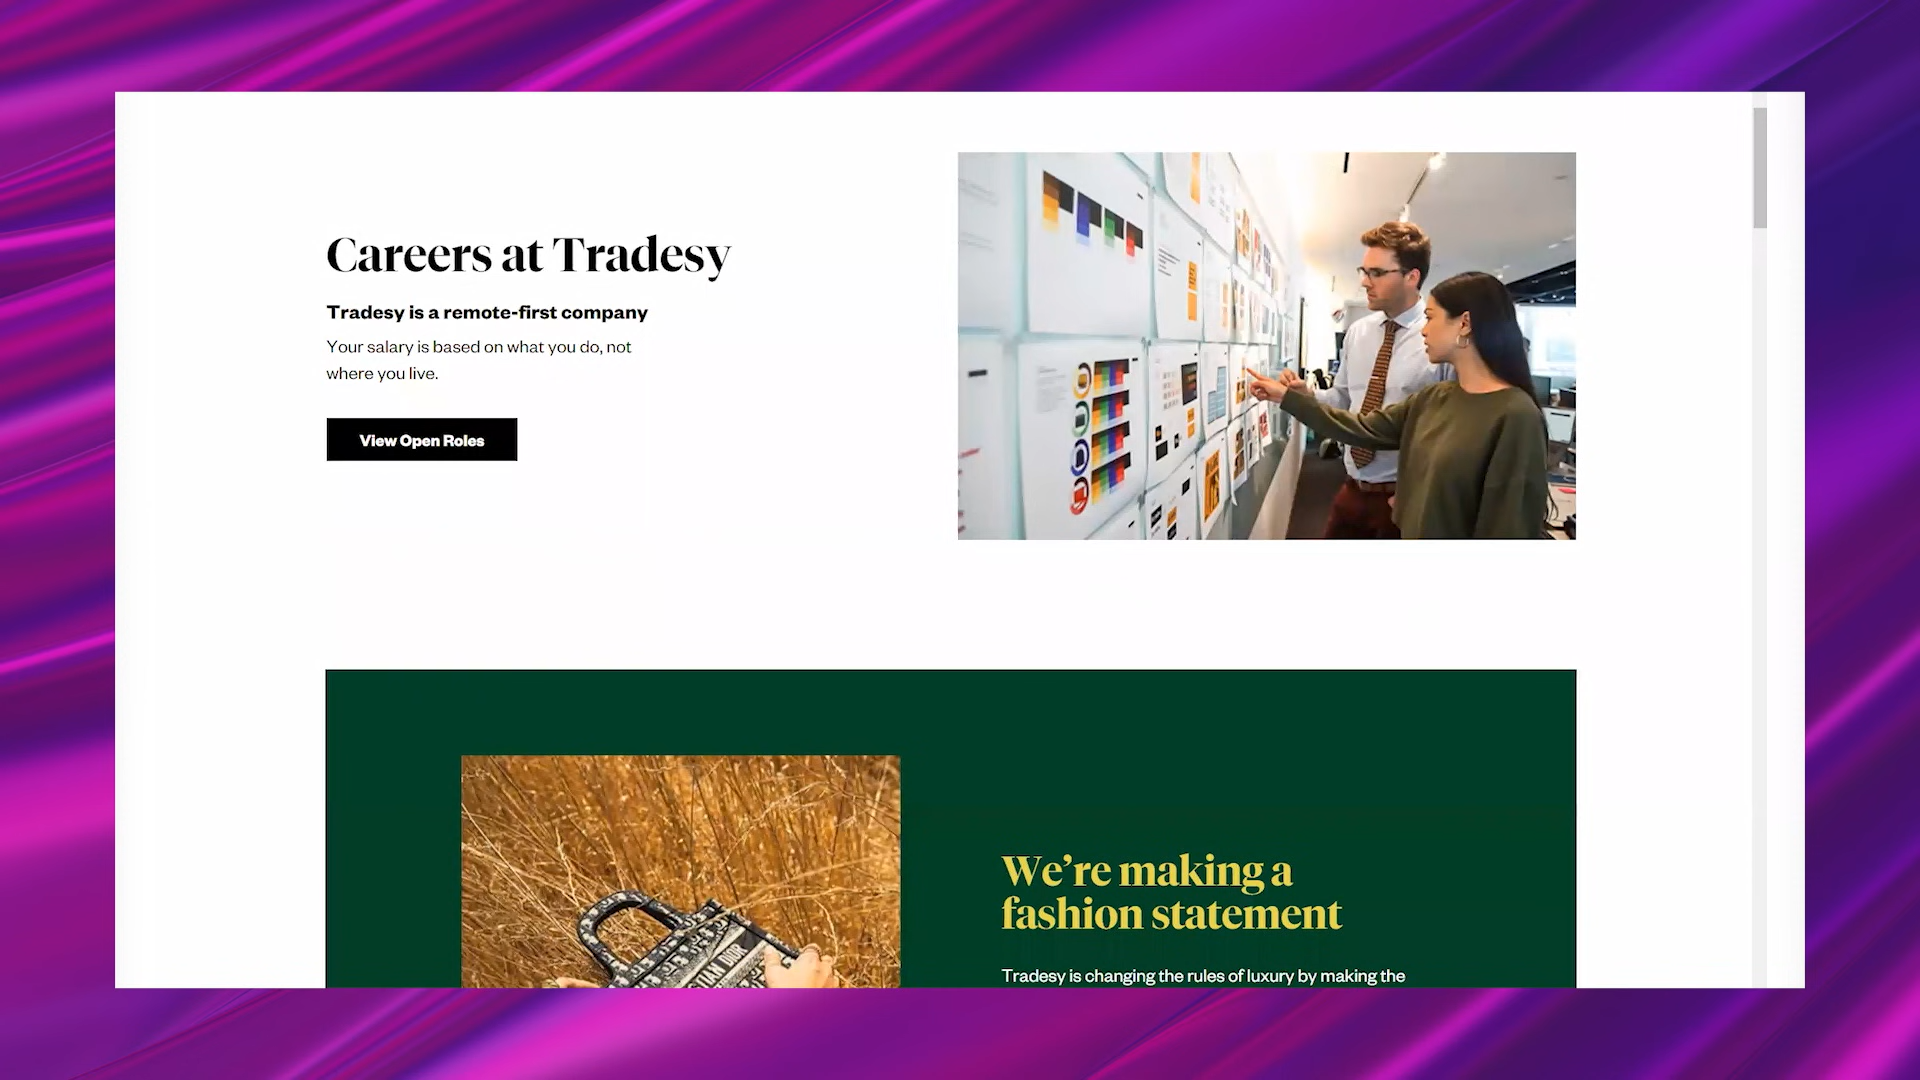 Careers at Tradesy
Tradesy is a remote-first company
Your salary is based on what you do, not
where you live.
View Open Roles
We’re making a
fashion statement
Tradesy is changing the rules of luxury by making the
TIAN DIOR